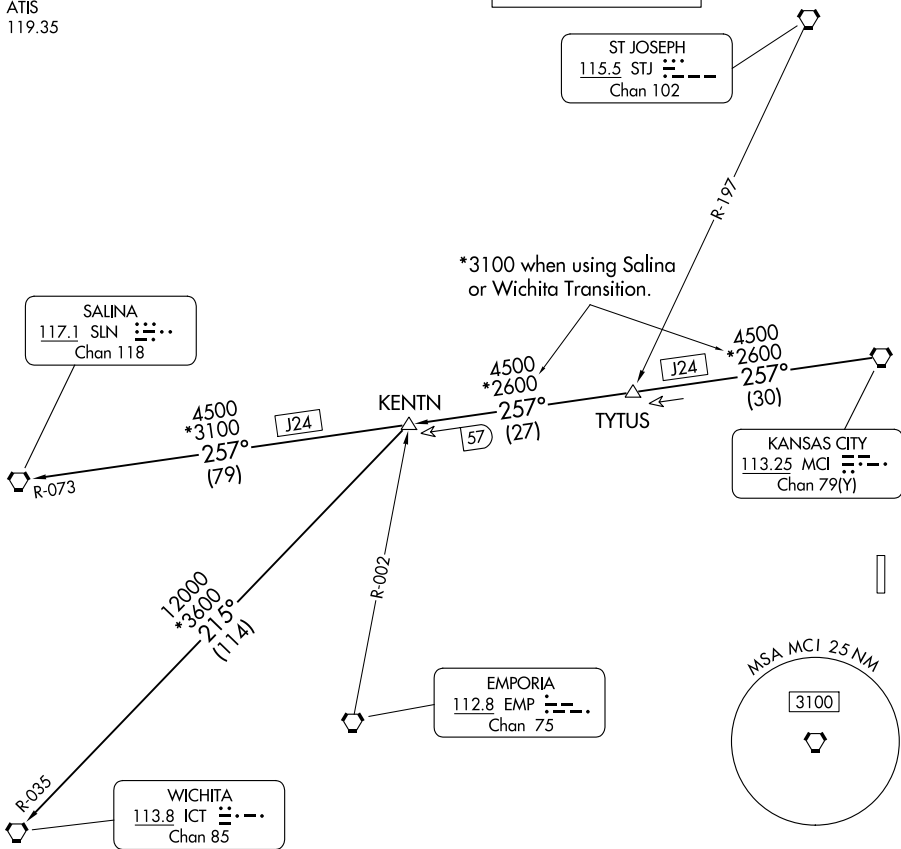 ATIS
119.35
ST JOSEPH
115.5 STJ
Chan 102
R-197
*3100 when using Salina
or Wichita Transition.
SALINA
117.1 SLN
Chan 118
4500
*2600
257°
(30)
J24
4500
*2600
257°
(27)
TYTUS
KENTN
57
4500
*3100
257°
(79)
J24
R-073
KANSAS CITY
113.25 MCI
Chan 79(Y)
R-002
12000
*3600
215°
(114)
MSA MCI 25 NM
3100
EMPORIA
112.8 EMP
Chan 75
R-035
WICHITA
113.8 ICT
Chan 85